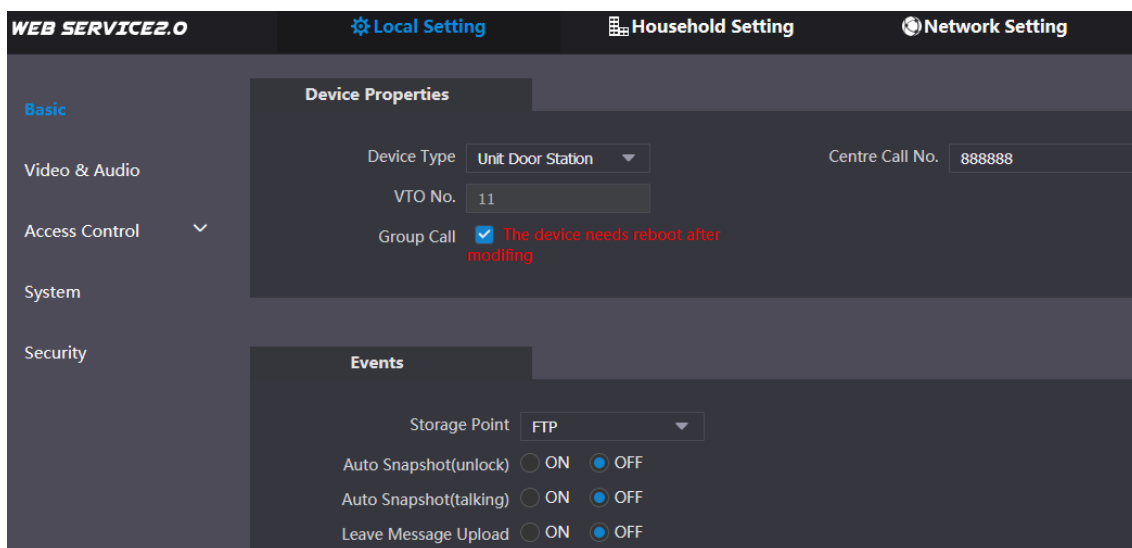 WEB SERVICE2.0
Local Setting
Household Setting
Network Setting
Basic
Video & Audio
Access Control
System
Security
Device Properties
Device Type Unit Door Station
Centre Call No. 888888
VTO No. 11
Group Call The device needs reboot after
modifing
Events
Storage Point FTP
Auto Snapshot(unlock) ON OFF
Auto Snapshot(talking) ON OFF
Leave Message Upload ON OFF